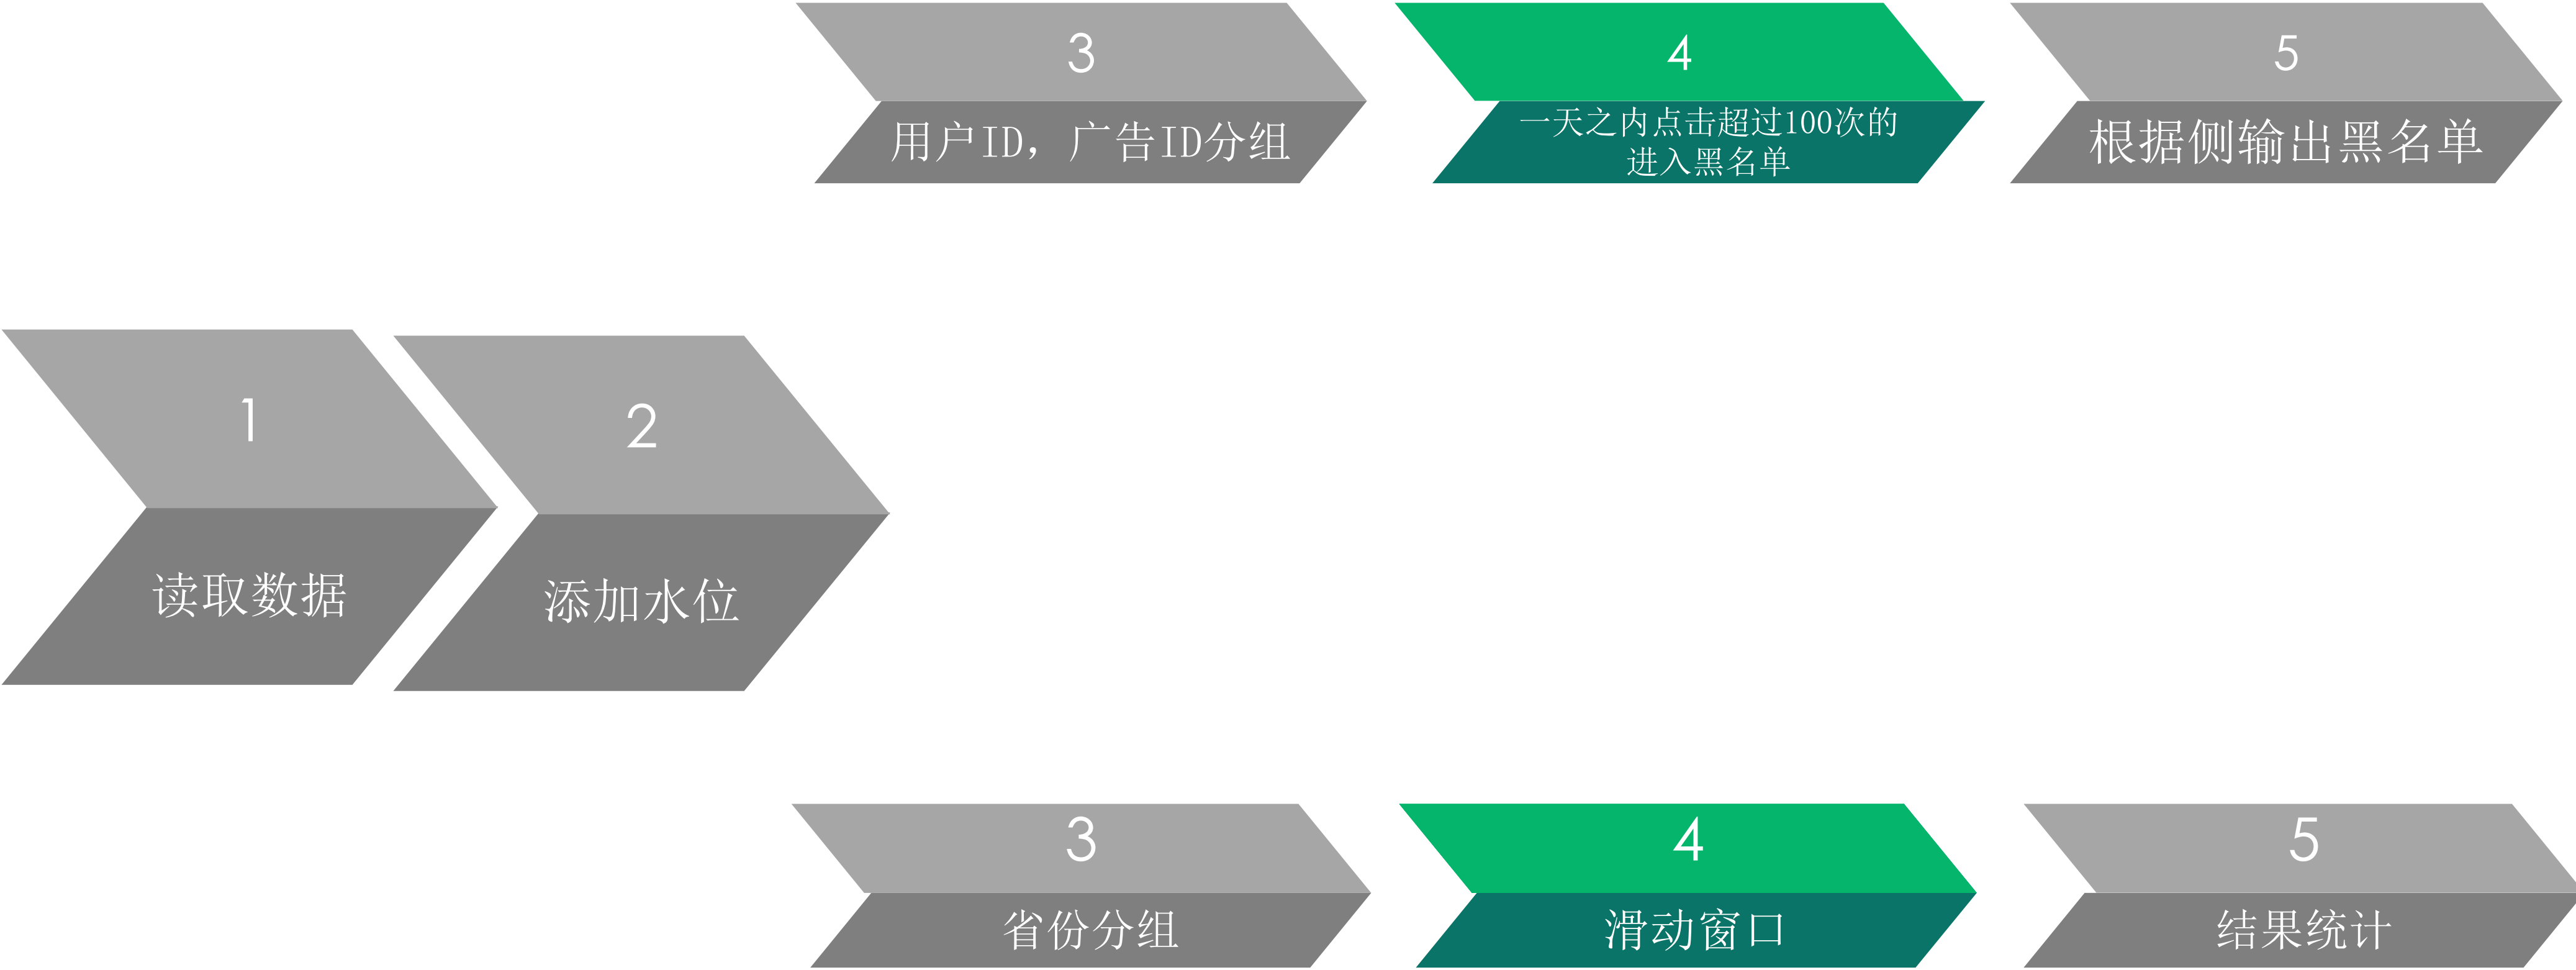 3
用户ID，广告ID分组
4
一天之内点击超过100次的
进入黑名单
5
根据侧输出黑名单
1
读取数据
2
添加水位
3
省份分组
4
滑动窗口
5
结果统计